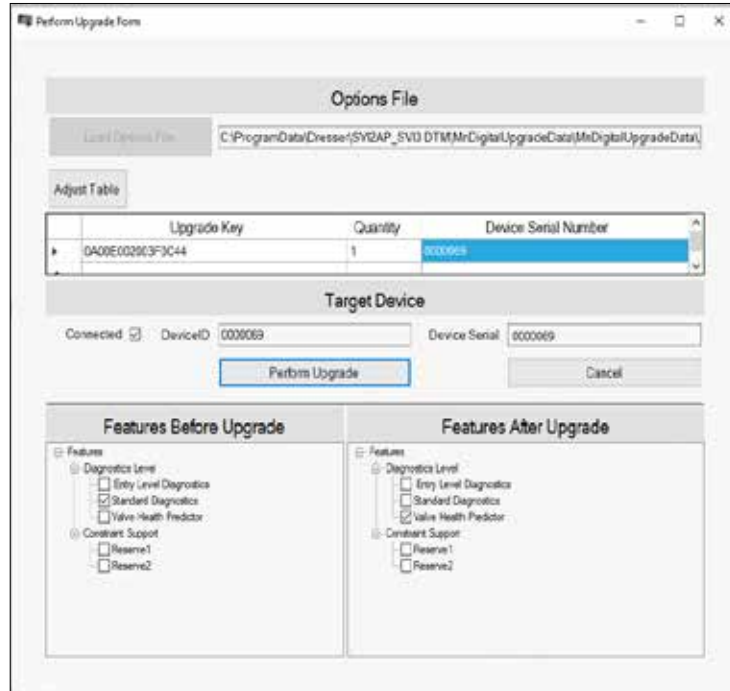 Perform Upgrade Form
Options File
Load Options File
C:\ProgramData\Dresser\SVI2AP_SVI3 DTM\MnDigitalUpgradeData\MnDigitalUpgradeData\
Adjust Table
Upgrade Key Quantity Device Serial Number
1 0000069
Target Device
Connected DeviceID 0000069 Device Serial 0000069
Perform Upgrade Cancel
Features Before Upgrade
Features
Diagnostics Level
Entry Level Diagnostics
Standard Diagnostics
Valve Health Predictor
Constraint Support
Reserve1
Reserve2
Features After Upgrade
Features
Diagnostics Level
Entry Level Diagnostics
Standard Diagnostics
Valve Health Predictor
Constraint Support
Reserve1
Reserve2